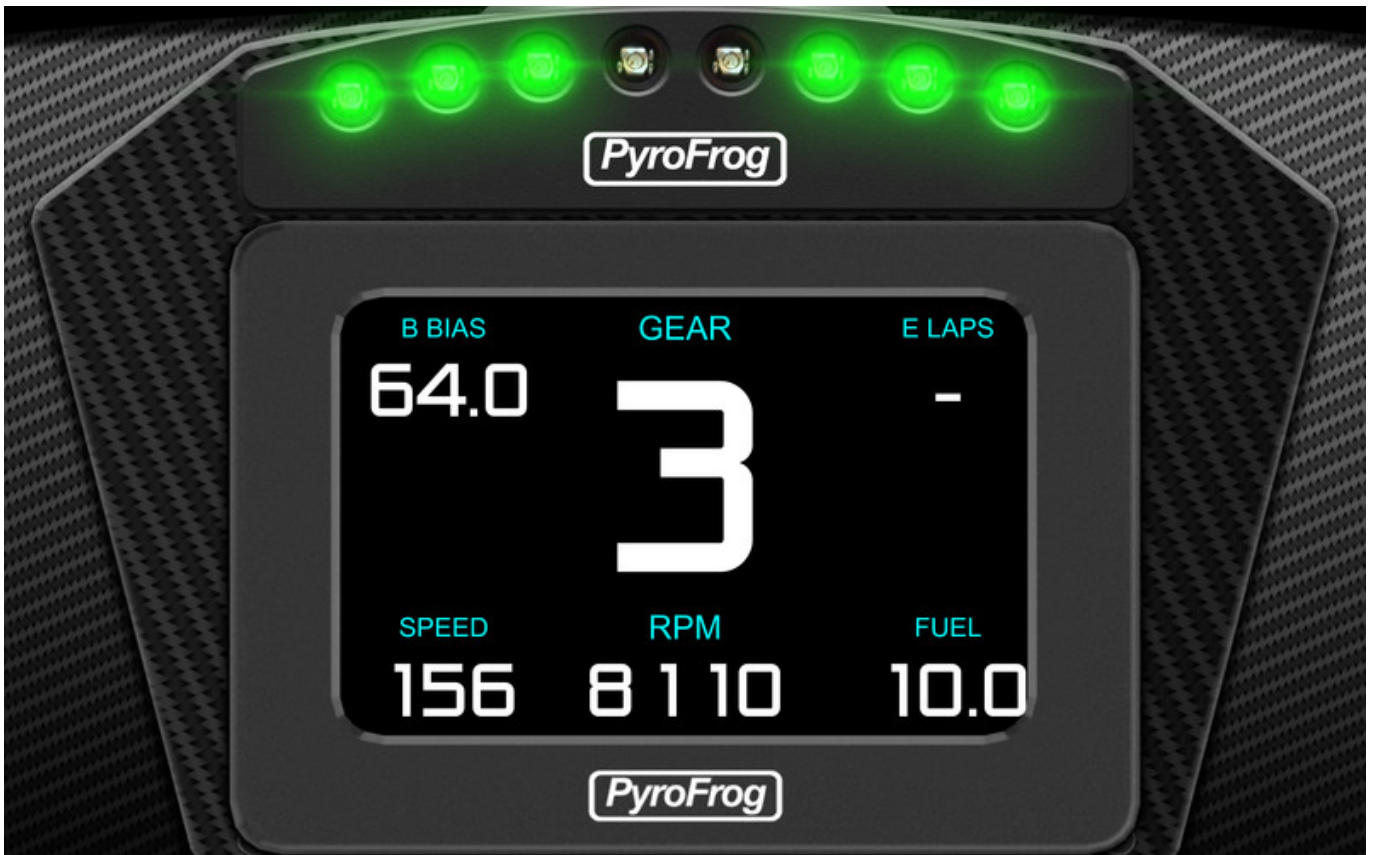 PyroFrog
B BIAS GEAR E LAPS
64.0 3 -
SPEED RPM FUEL
156 8110 10.0
PyroFrog